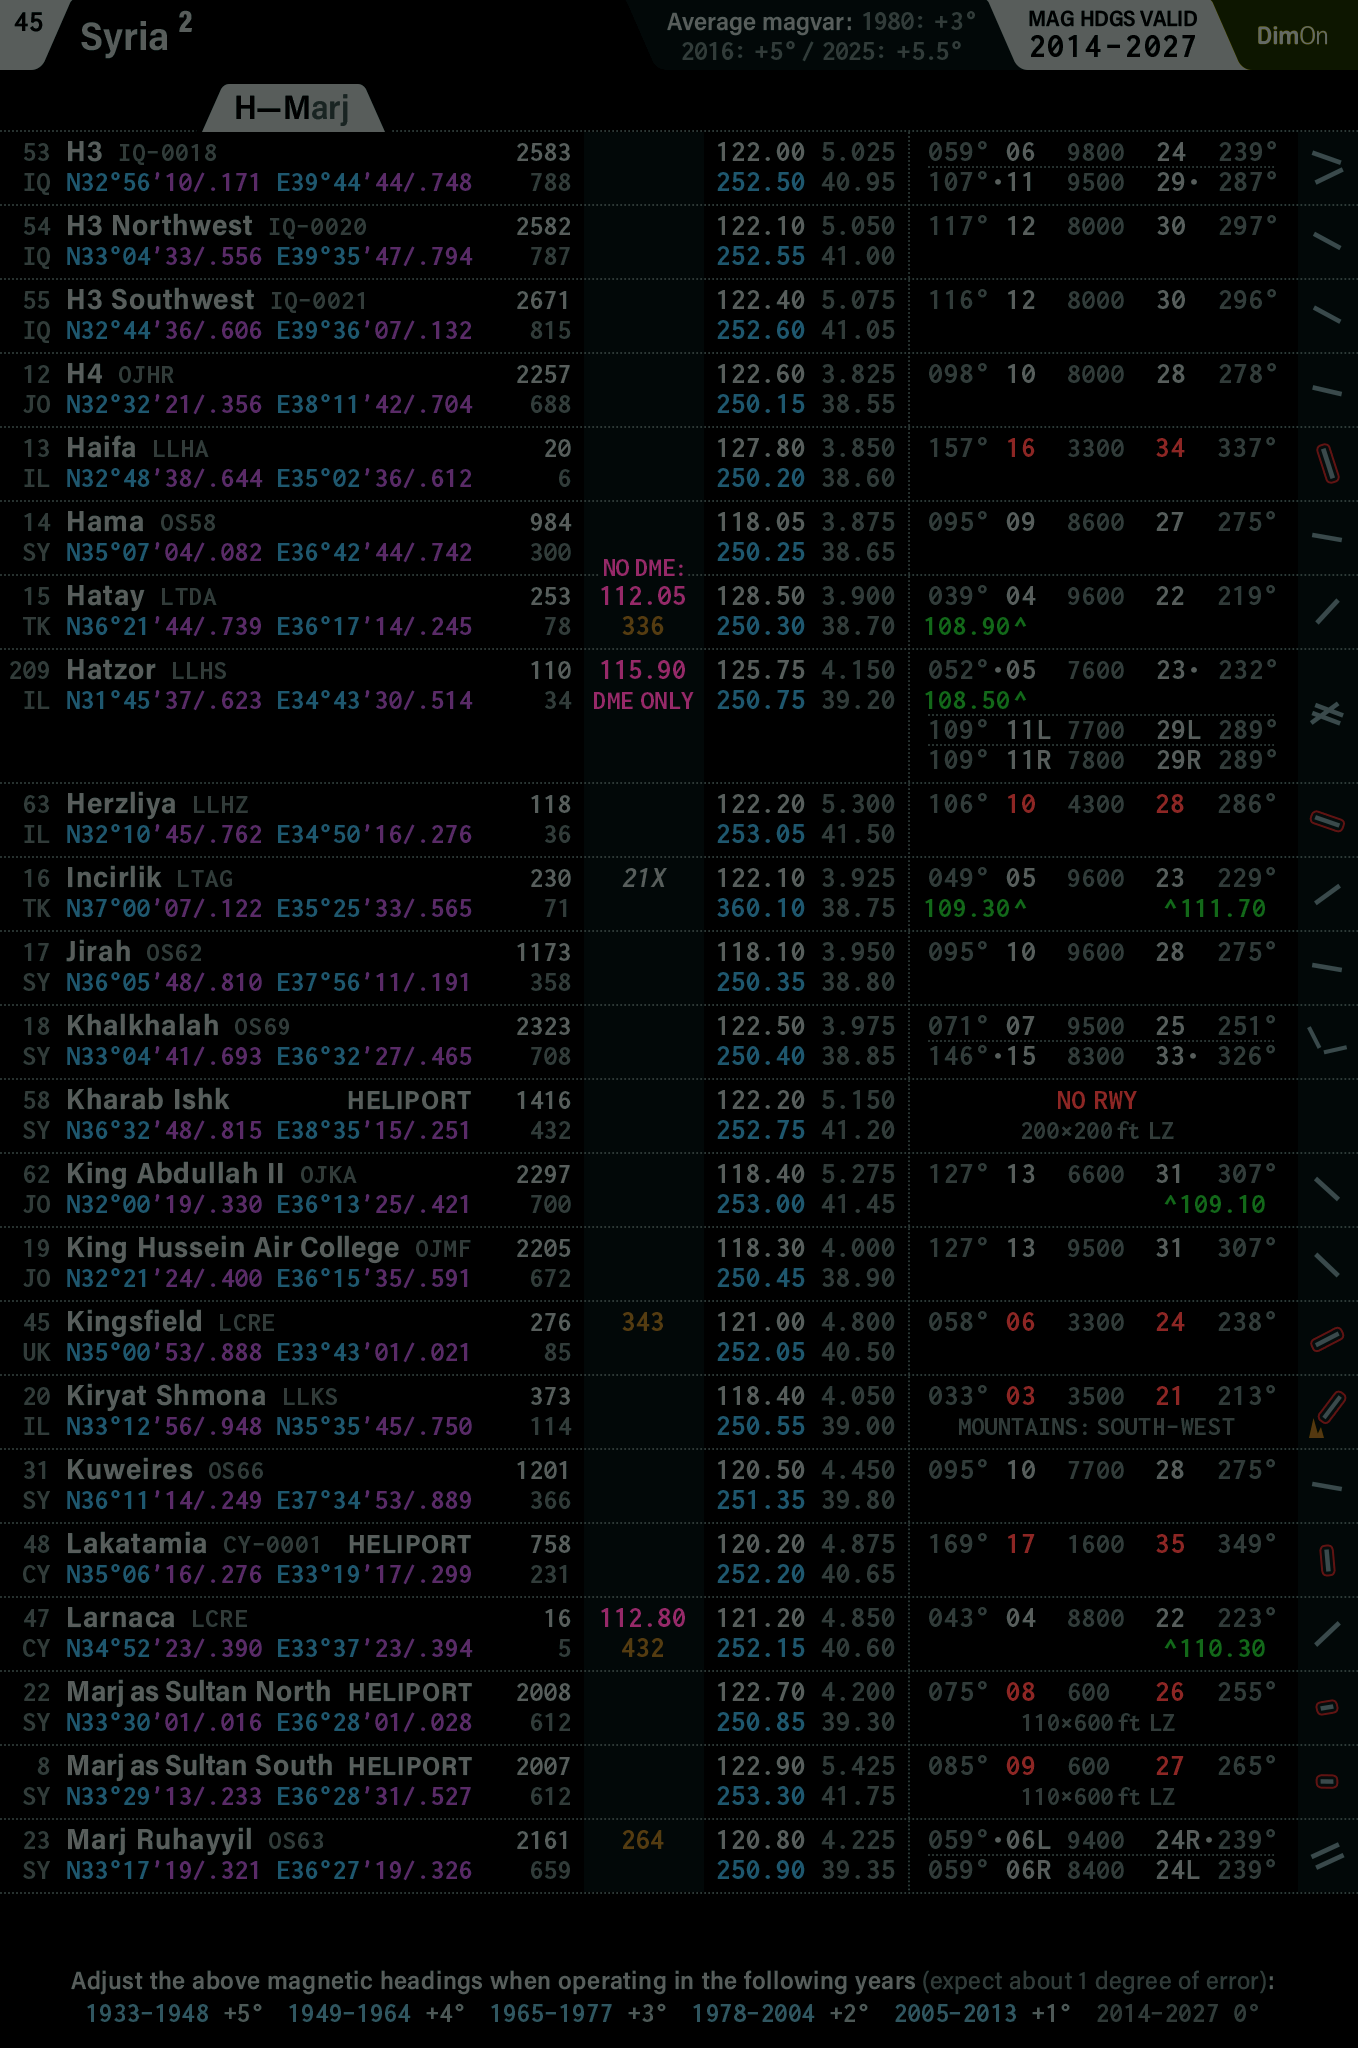 45 Syria 2 Average magvar: 1980: +3° MAG HDGS VALID DimOn
2016: +5° / 2025: +5.5° 2014-2027
H—Marj
53 H3 IQ-0018 2583 122.00 5.025 059° 06 9800 24 239°
IQ N32°56'10/.171 E39°44'44/.748 788 252.50 40.95 107°·11 9500 29· 287°
54 H3 Northwest IQ-0020 2582 122.10 5.050 117° 12 8000 30 297°
IQ N33°04'33/.556 E39°35'47/.794 787 252.55 41.00
55 H3 Southwest IQ-0021 2671 122.40 5.075 116° 12 8000 30 296°
IQ N32°44'36/.606 E39°36'07/.132 815 252.60 41.05
12 H4 OJHR 2257 122.60 3.825 098° 10 8000 28 278°
JO N32°32'21/.356 E38°11'42/.704 688 250.15 38.55
13 Haifa LLHA 20 127.80 3.850 157° 16 3300 34 337°
IL N32°48'38/.644 E35°02'36/.612 6 250.20 38.60
14 Hama OS58 984 118.05 3.875 095° 09 8600 27 275°
SY N35°07'04/.082 E36°42'44/.742 300 250.25 38.65
NO DME:
15 Hatay LTDA 253 112.05 128.50 3.900 039° 04 9600 22 219°
TK N36°21'44/.739 E36°17'14/.245 78 336 250.30 38.70 108.90^
209 Hatzor LLHS 110 115.90 125.75 4.150 052°·05 7600 23· 232°
IL N31°45'37/.623 E34°43'30/.514 34 DME ONLY 250.75 39.20 108.50^
109° 11L 7700 29L 289°
109° 11R 7800 29R 289°
63 Herzliya LLHZ 118 122.20 5.300 106° 10 4300 28 286°
IL N32°10'45/.762 E34°50'16/.276 36 253.05 41.50
16 Incirlik LTAG 230 21X 122.10 3.925 049° 05 9600 23 229°
TK N37°00'07/.122 E35°25'33/.565 71 360.10 38.75 109.30^ ^111.70
17 Jirah OS62 1173 118.10 3.950 095° 10 9600 28 275°
SY N36°05'48/.810 E37°56'11/.191 358 250.35 38.80
18 Khalkhalah OS69 2323 122.50 3.975 071° 07 9500 25 251°
SY N33°04'41/.693 E36°32'27/.465 708 250.40 38.85 146°·15 8300 33· 326°
58 Kharab Ishk HELIPORT 1416 122.20 5.150 NO RWY
SY N36°32'48/.815 E38°35'15/.251 432 252.75 41.20 200×200 ft LZ
62 King Abdullah II OJKA 2297 118.40 5.275 127° 13 6600 31 307°
JO N32°00'19/.330 E36°13'25/.421 700 253.00 41.45 ^109.10
19 King Hussein Air College OJMF 2205 118.30 4.000 127° 13 9500 31 307°
JO N32°21'24/.400 E36°15'35/.591 672 250.45 38.90
45 Kingsfield LCRE 276 343 121.00 4.800 058° 06 3300 24 238°
UK N35°00'53/.888 E33°43'01/.021 85 252.05 40.50
20 Kiryat Shmona LLKS 373 118.40 4.050 033° 03 3500 21 213°
IL N33°12'56/.948 N35°35'45/.750 114 250.55 39.00 MOUNTAINS: SOUTH-WEST
31 Kuweires OS66 1201 120.50 4.450 095° 10 7700 28 275°
SY N36°11'14/.249 E37°34'53/.889 366 251.35 39.80
48 Lakatamia CY-0001 HELIPORT 758 120.20 4.875 169° 17 1600 35 349°
CY N35°06'16/.276 E33°19'17/.299 231 252.20 40.65
47 Larnaca LCRE 16 112.80 121.20 4.850 043° 04 8800 22 223°
CY N34°52'23/.390 E33°37'23/.394 5 432 252.15 40.60 ^110.30
22 Marj as Sultan North HELIPORT 2008 122.70 4.200 075° 08 600 26 255°
SY N33°30'01/.016 E36°28'01/.028 612 250.85 39.30 110×600 ft LZ
8 Marj as Sultan South HELIPORT 2007 122.90 5.425 085° 09 600 27 265°
SY N33°29'13/.233 E36°28'31/.527 612 253.30 41.75 110×600 ft LZ
23 Marj Ruhayyil OS63 2161 264 120.80 4.225 059°·06L 9400 24R·239°
SY N33°17'19/.321 E36°27'19/.326 659 250.90 39.35 059° 06R 8400 24L 239°
Adjust the above magnetic headings when operating in the following years (expect about 1 degree of error):
1933-1948 +5° 1949-1964 +4° 1965-1977 +3° 1978-2004 +2° 2005-2013 +1° 2014-2027 0°